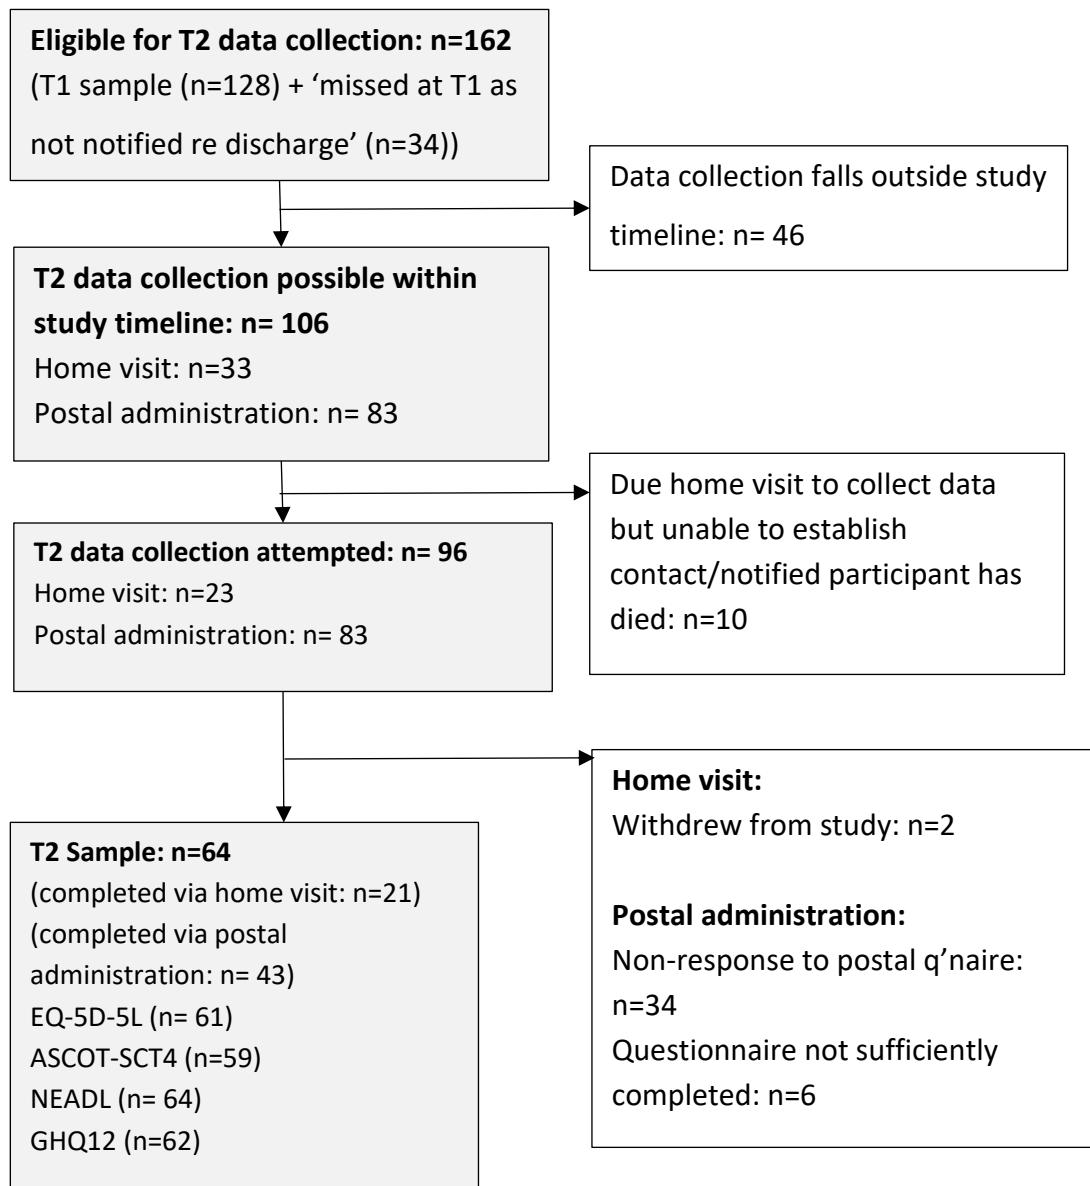 Eligible for T2 data collection: n=162
(T1 sample (n=128) + ‘missed at T1 as
not notified re discharge’ (n=34))
Data collection falls outside study
timeline: n= 46
T2 data collection possible within
study timeline: n= 106
Home visit: n=33
Postal administration: n= 83
Due home visit to collect data
but unable to establish
contact/notified participant has
died: n=10
T2 data collection attempted: n= 96
Home visit: n=23
Postal administration: n= 83
Home visit:
Withdrew from study: n=2
Postal administration:
Non-response to postal q’naire:
n=34
Questionnaire not sufficiently
completed: n=6
T2 Sample: n=64
(completed via home visit: n=21)
(completed via postal
administration: n= 43)
EQ-5D-5L (n= 61)
ASCOT-SCT4 (n=59)
NEADL (n= 64)
GHQ12 (n=62)